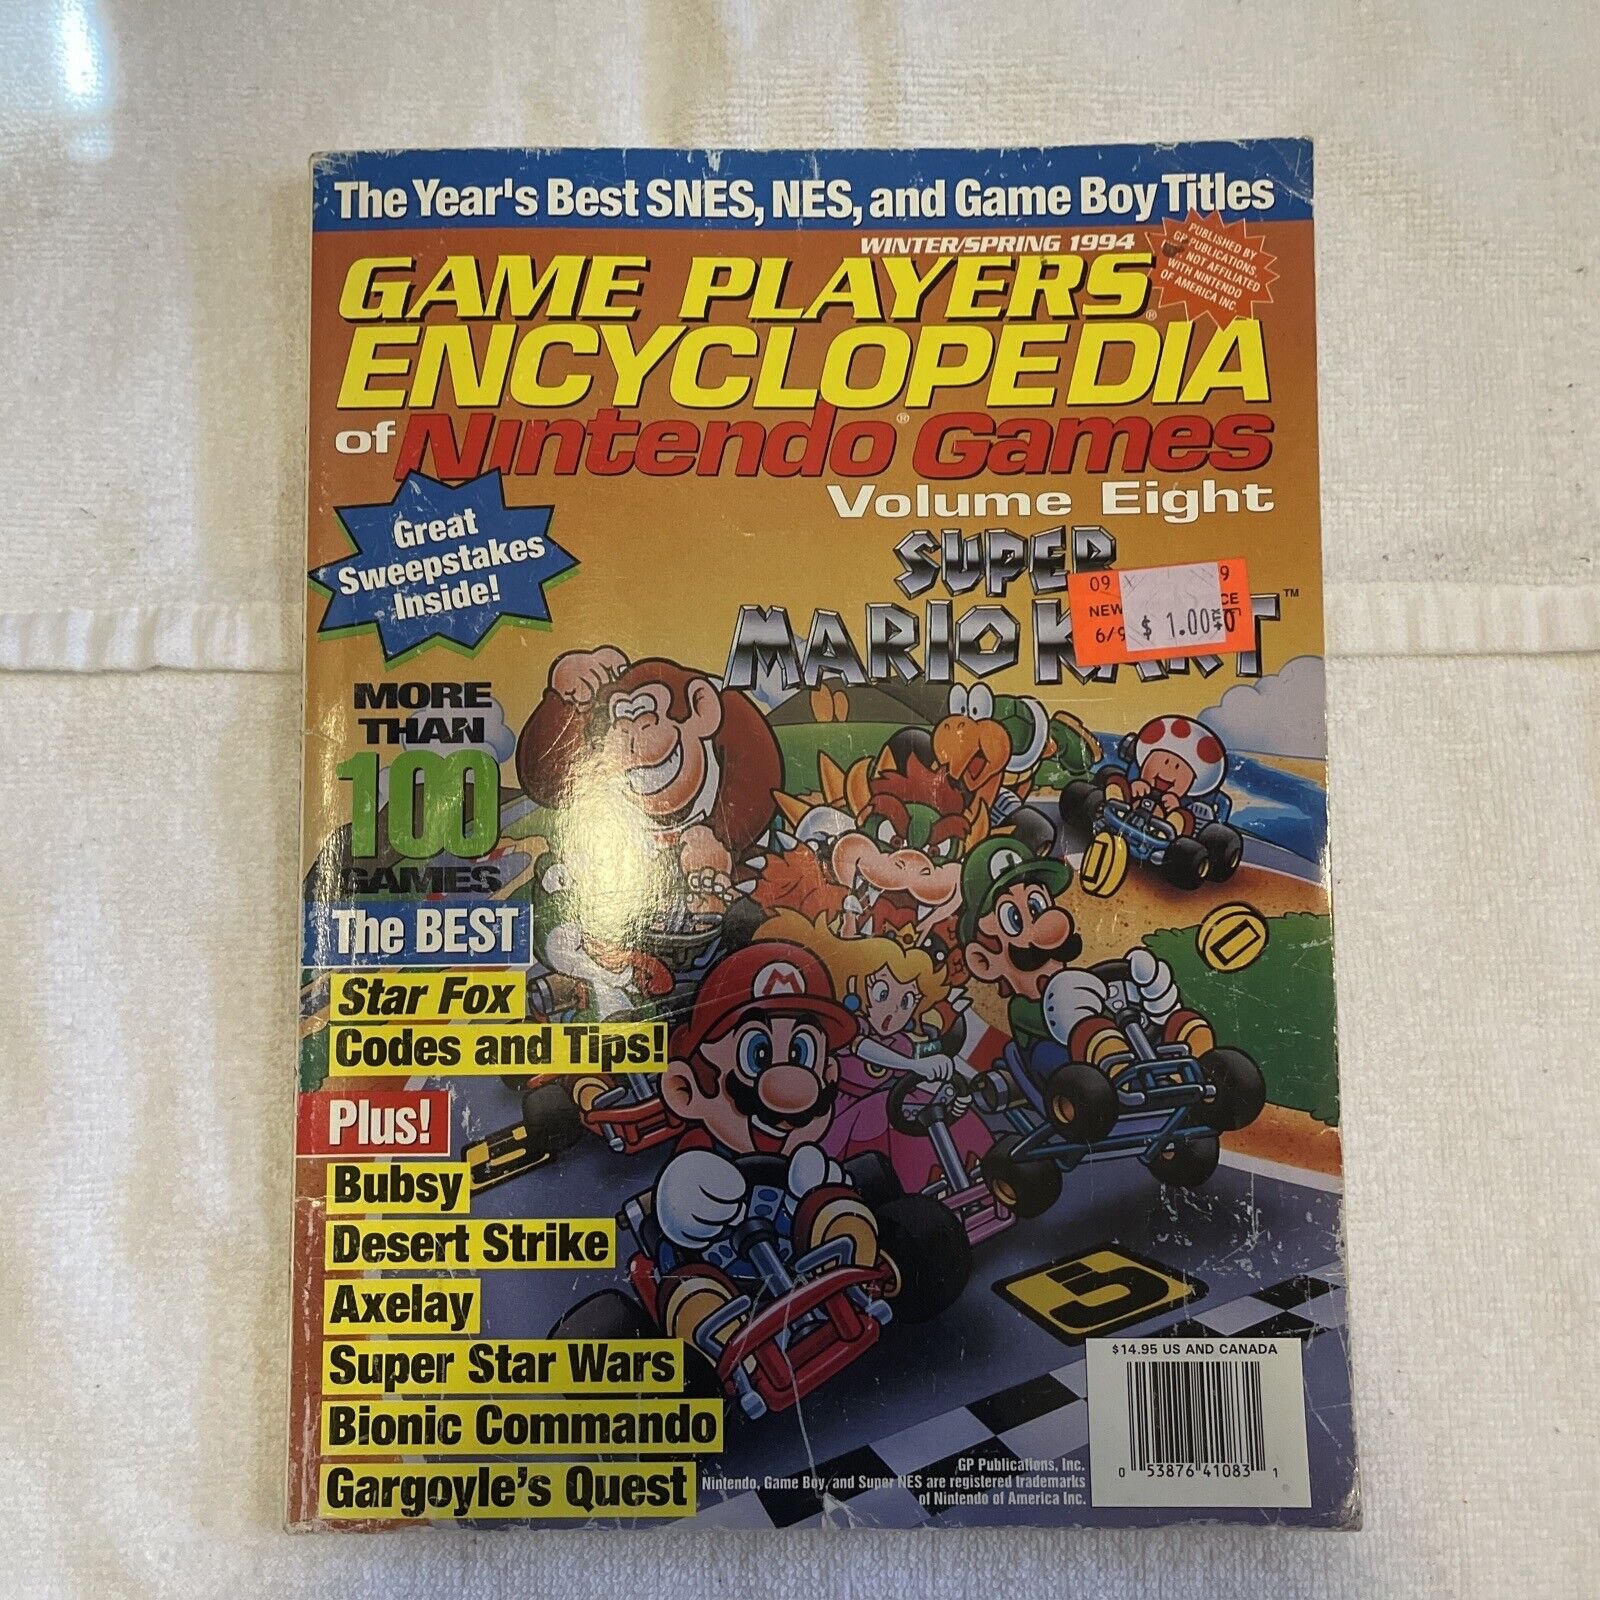 The Year's Best SNES, NES, and Game Boy Titles
WINTER/SPRING 1994
PUBLISHED BY
GP PUBLICATIONS,
NOT AFFILIATED
WITH NINTENDO
OF AMERICA INC.
GAME PLAYERS®
ENCYCLOPEDIA
of Nintendo® Games
Volume Eight
Great
Sweepstakes
Inside!
SUPER
MARIO KART™
09 9
NEW CE
6/9 $ 1.00
MORE
THAN
100
GAMES
The BEST
Star Fox
Codes and Tips!
Plus!
Bubsy
Desert Strike
Axelay
Super Star Wars
Bionic Commando
Gargoyle's Quest
M
$14.95 US AND CANADA
0 53876 41083 1
GP Publications, Inc.
Nintendo, Game Boy, and Super NES are registered trademarks
of Nintendo of America Inc.